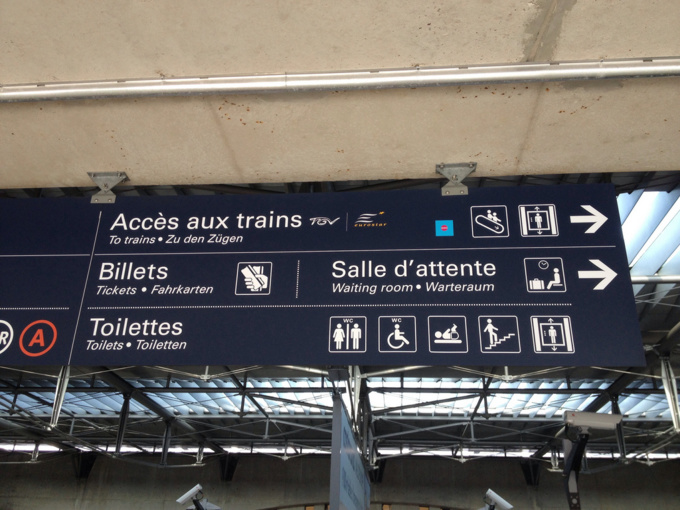 Accès aux trains TGV eurostar
To trains • Zu den Zügen
Billets
Tickets • Fahrkarten
Salle d'attente
Waiting room • Warteraum
R A
Toilettes
Toilets • Toiletten
WC WC